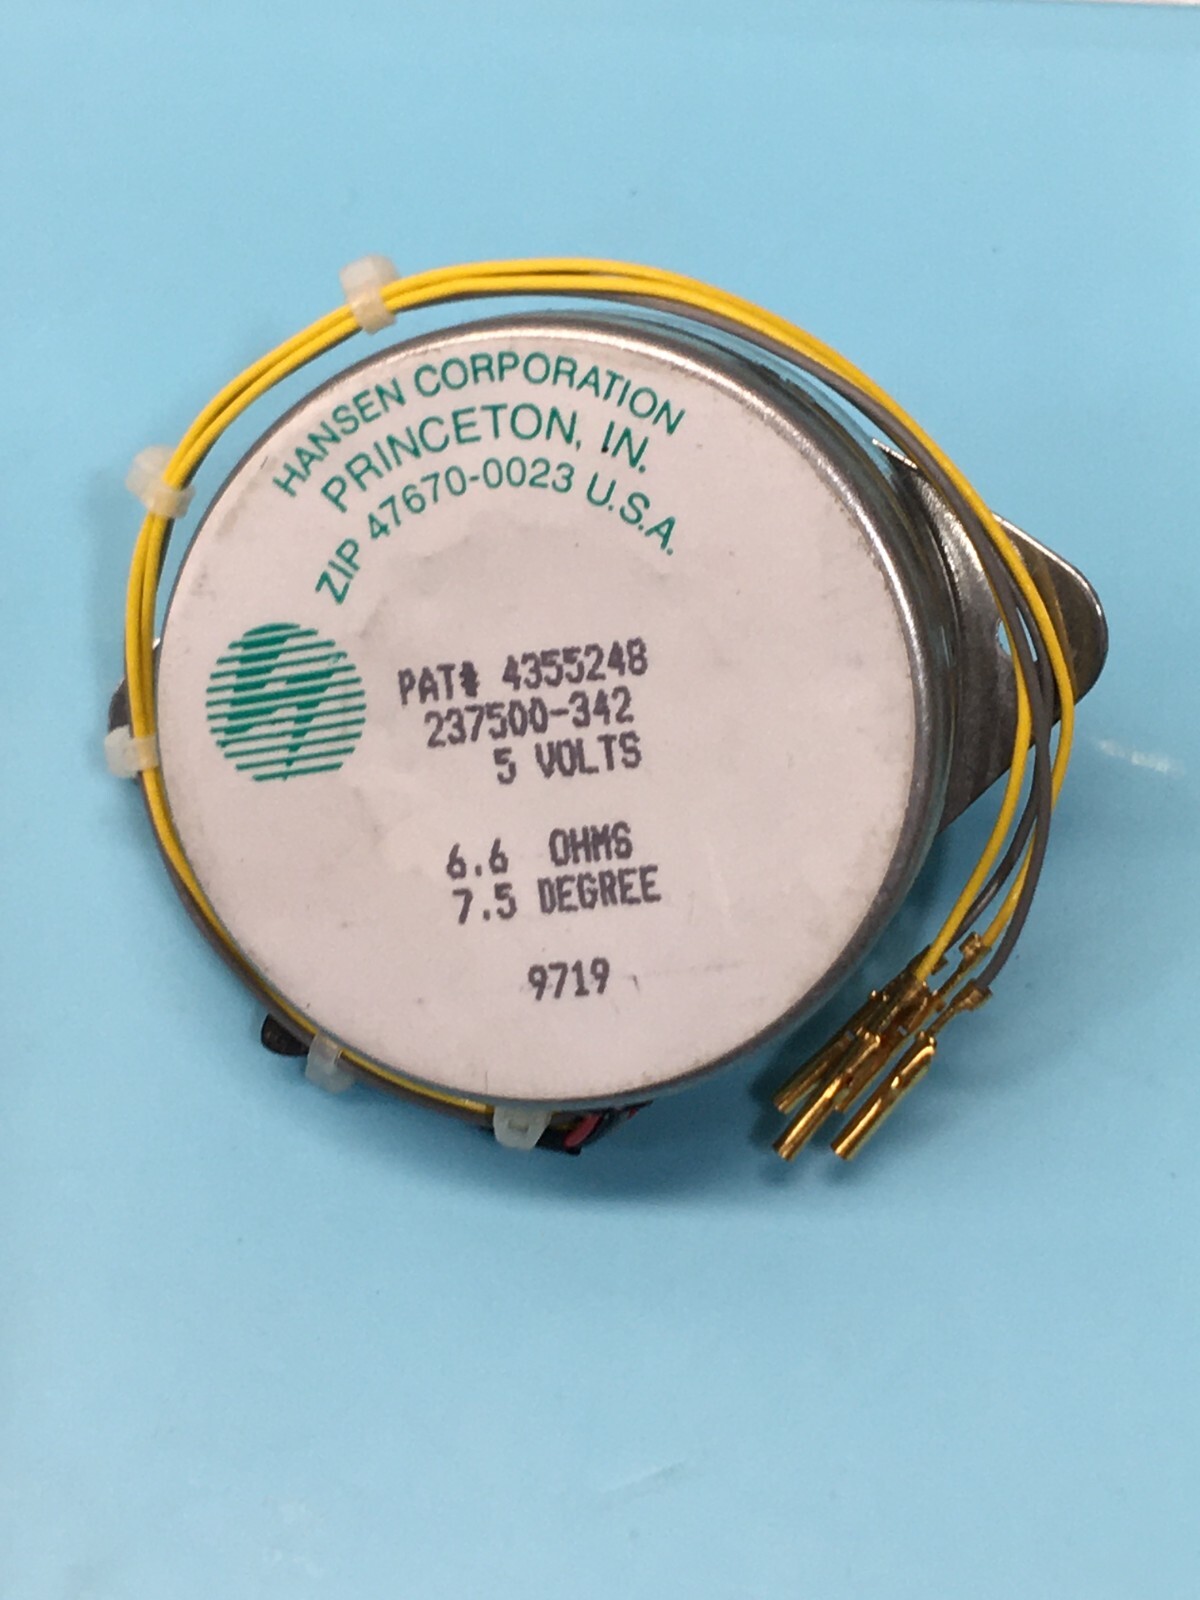 HANSEN CORPORATION
PRINCETON, IN.
ZIP 47670-0023 U.S.A.
PAT# 4355248
237500-342
5 VOLTS
6.6 OHMS
7.5 DEGREE
9719